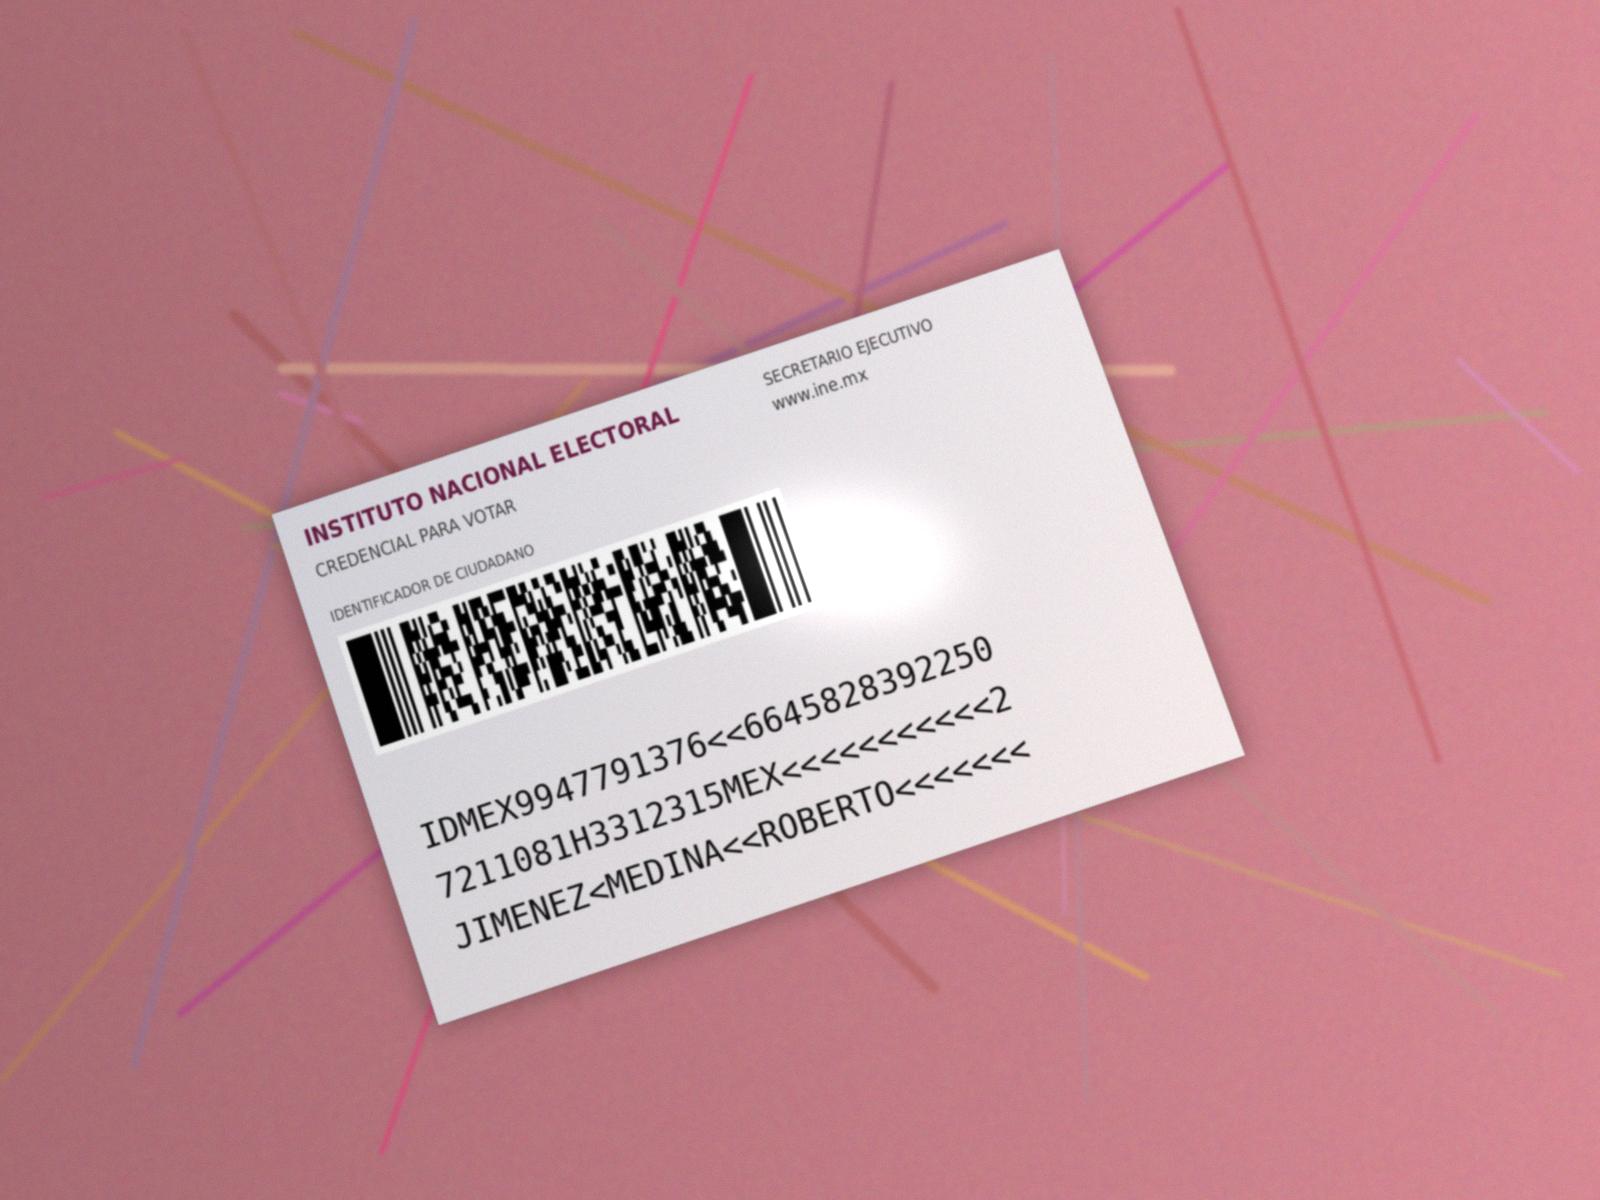 INSTITUTO NACIONAL ELECTORAL
CREDENCIAL PARA VOTAR
SECRETARIO EJECUTIVO
www.ine.mx
IDENTIFICADOR DE CIUDADANO
IDMEX9947791376<<6645828392250
7211081H3312315MEX<<<<<<<<<<<2
JIMENEZ<MEDINA<<ROBERTO<<<<<<<